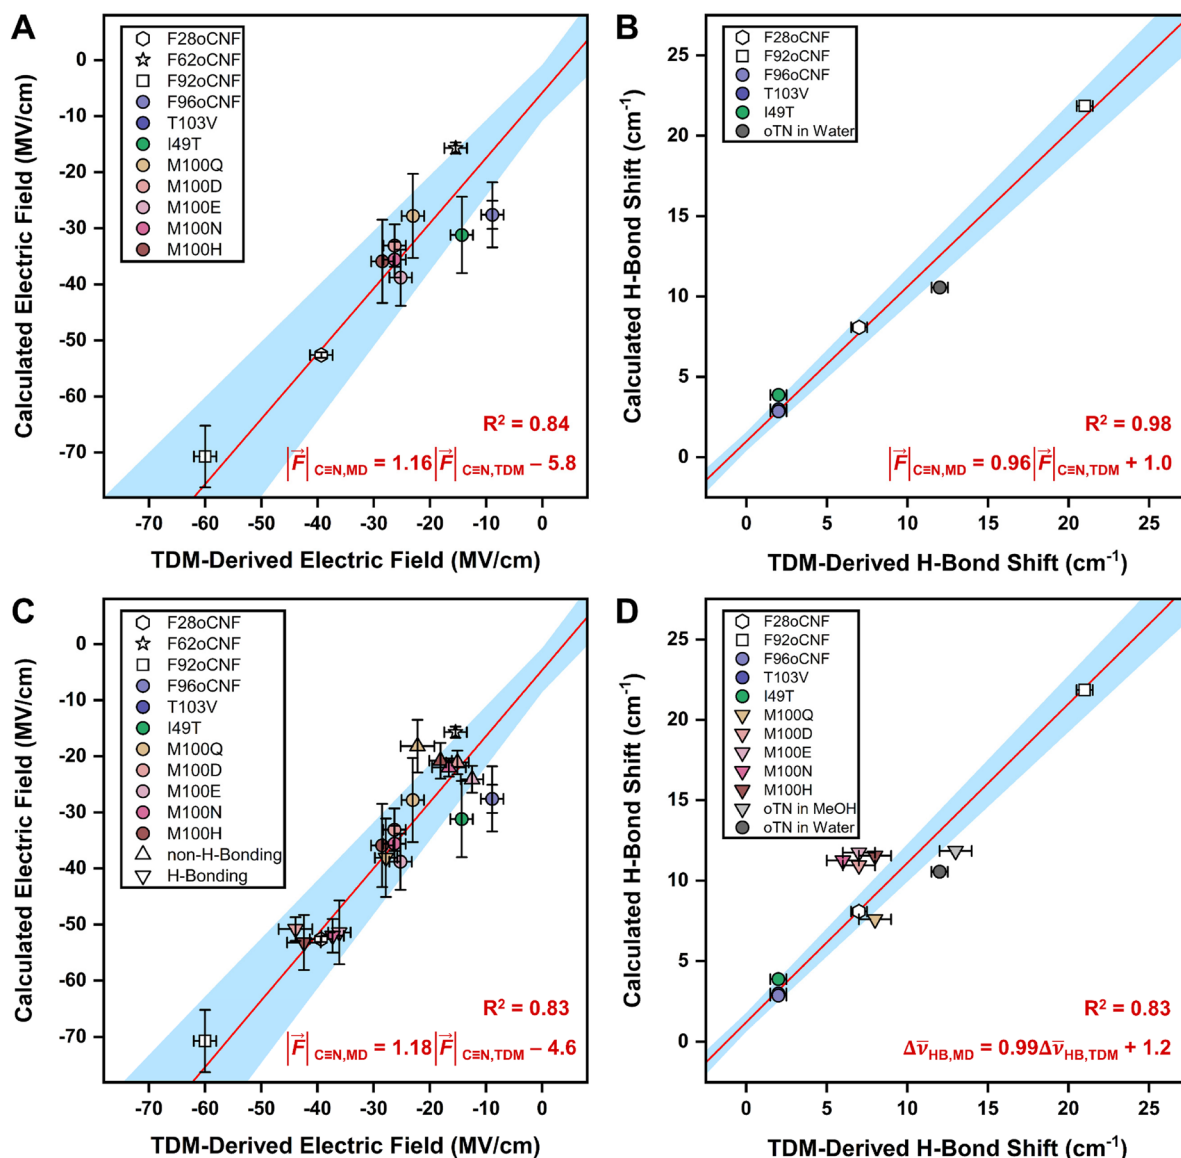 A
F28oCNF
F62oCNF
F92oCNF
F96oCNF
T103V
I49T
M100Q
M100D
M100E
M100N
M100H
Calculated Electric Field (MV/cm)
0
-10
-20
-30
-40
-50
-60
-70
R² = 0.84
|F⃗|C≡N,MD = 1.16|F⃗|C≡N,TDM – 5.8
-70 -60 -50 -40 -30 -20 -10 0
TDM-Derived Electric Field (MV/cm)
B
F28oCNF
F92oCNF
F96oCNF
T103V
I49T
oTN in Water
Calculated H-Bond Shift (cm⁻¹)
25
20
15
10
5
0
R² = 0.98
|F⃗|C≡N,MD = 0.96|F⃗|C≡N,TDM + 1.0
0 5 10 15 20 25
TDM-Derived H-Bond Shift (cm⁻¹)
C
F28oCNF
F62oCNF
F92oCNF
F96oCNF
T103V
I49T
M100Q
M100D
M100E
M100N
M100H
non-H-Bonding
H-Bonding
Calculated Electric Field (MV/cm)
0
-10
-20
-30
-40
-50
-60
-70
R² = 0.83
|F⃗|C≡N,MD = 1.18|F⃗|C≡N,TDM – 4.6
-70 -60 -50 -40 -30 -20 -10 0
TDM-Derived Electric Field (MV/cm)
D
F28oCNF
F92oCNF
F96oCNF
T103V
I49T
M100Q
M100D
M100E
M100N
M100H
oTN in MeOH
oTN in Water
Calculated H-Bond Shift (cm⁻¹)
25
20
15
10
5
0
R² = 0.83
Δν̅HB,MD = 0.99Δν̅HB,TDM + 1.2
0 5 10 15 20 25
TDM-Derived H-Bond Shift (cm⁻¹)